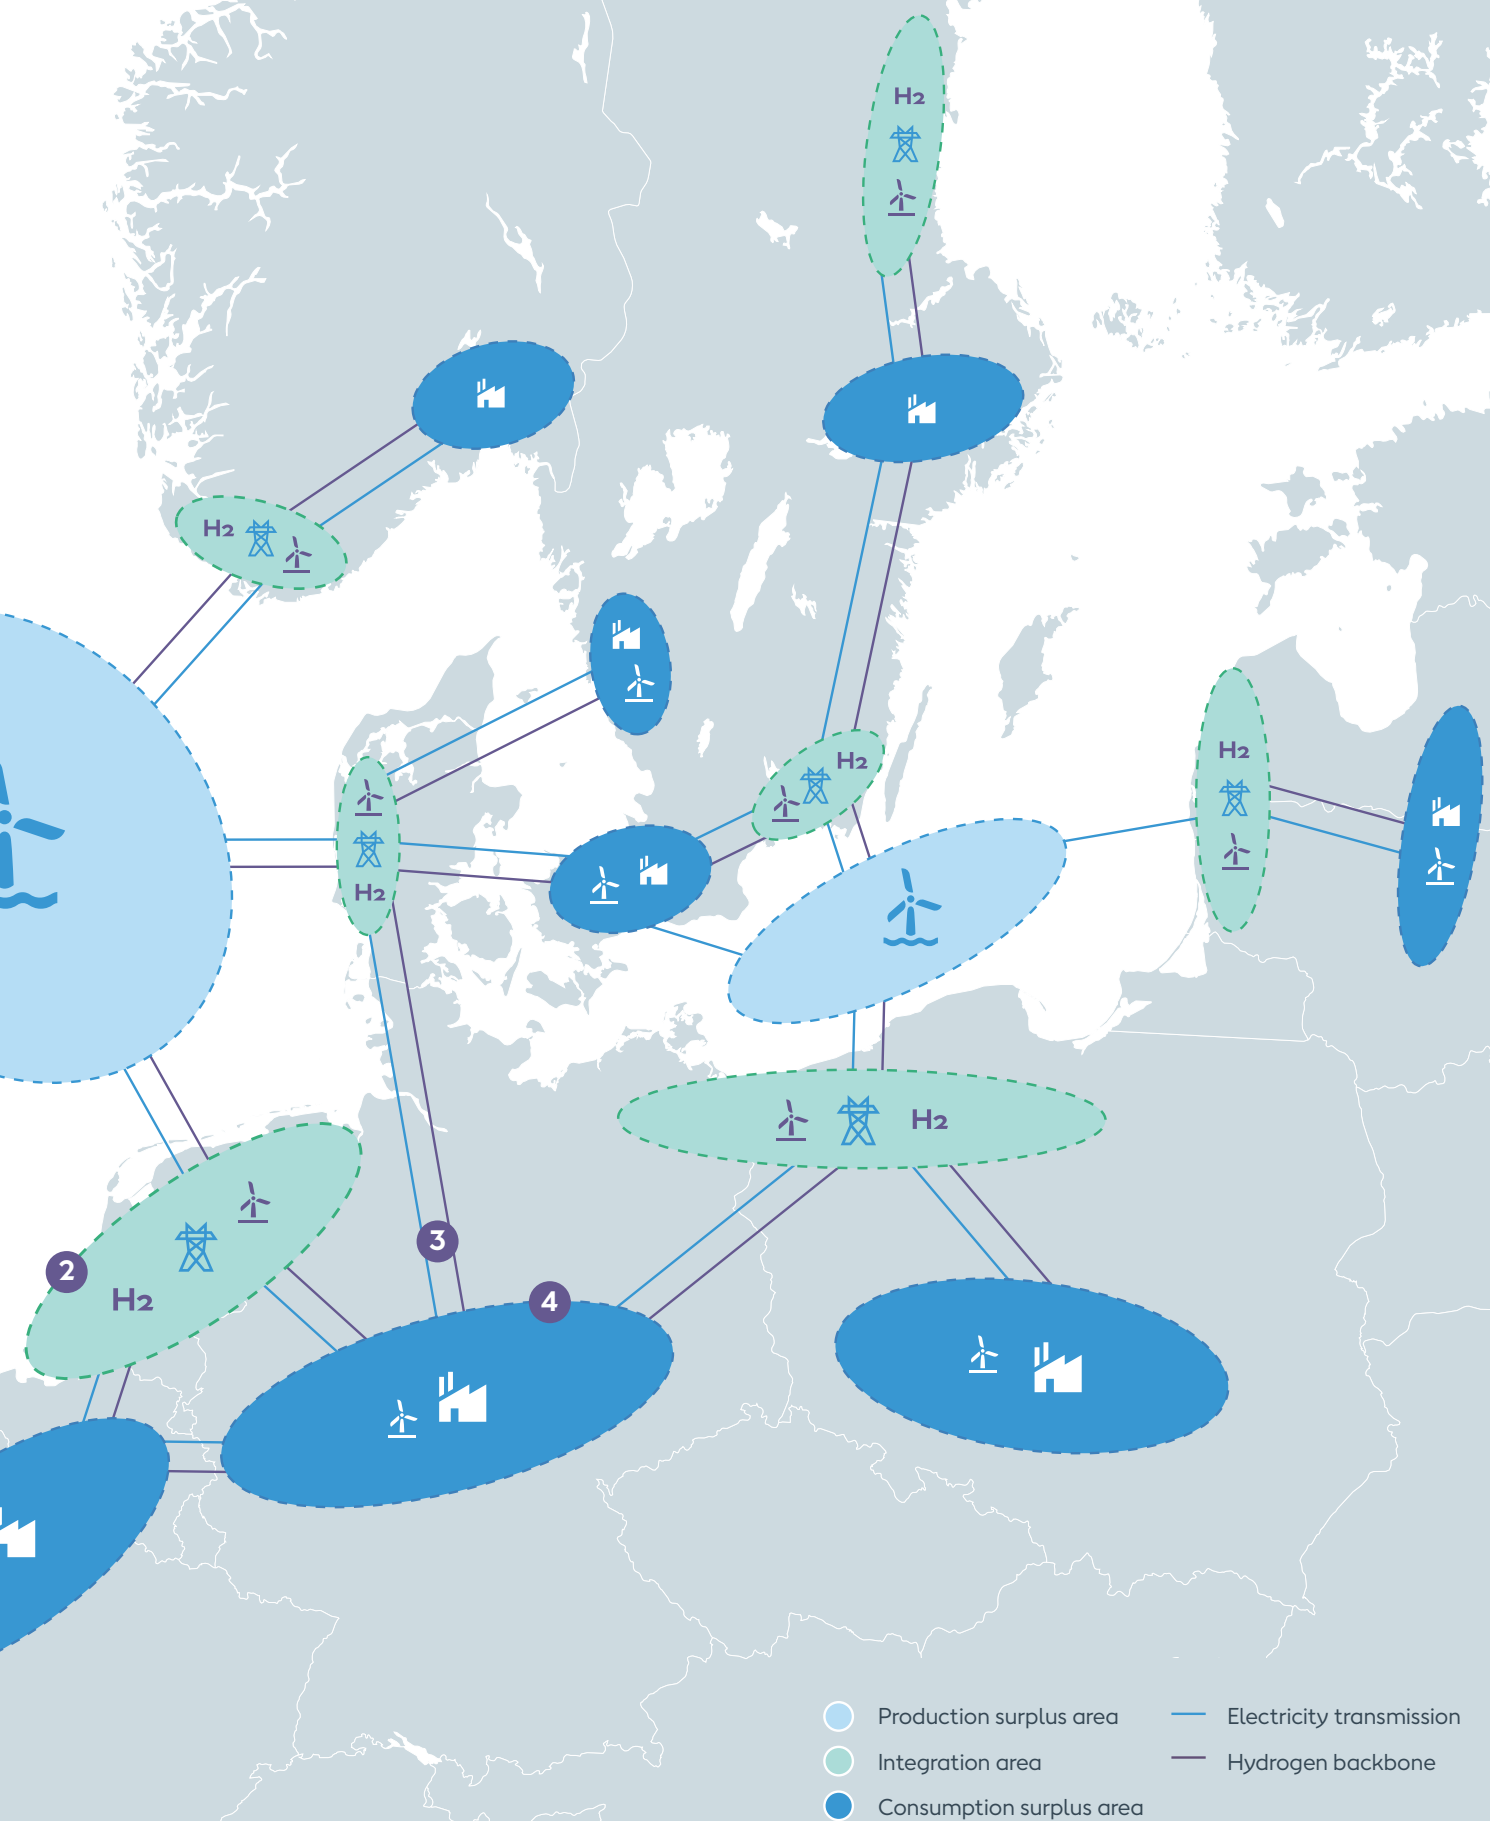 H2
H2
H2
H2
H2
H2
3
2
H2
4
Production surplus area
Electricity transmission
Integration area
Hydrogen backbone
Consumption surplus area